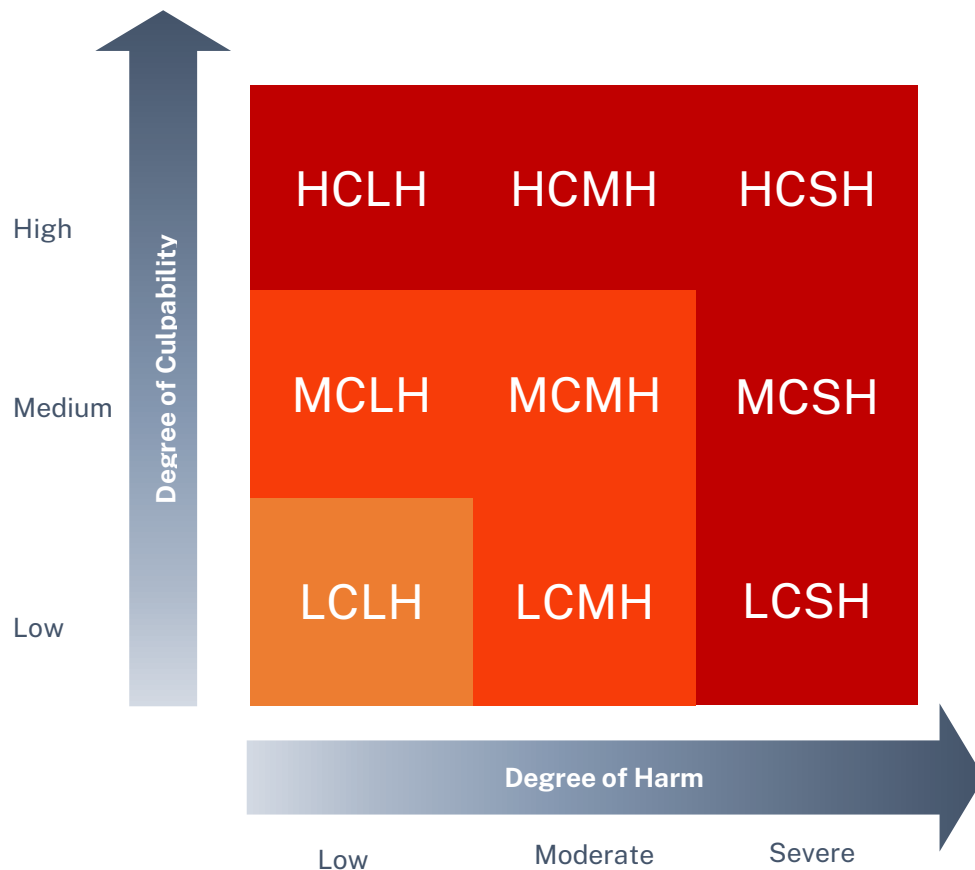 HCLH HCMH HCSH
High
Degree of Culpability
MCLH MCMH MCSH
Medium
LCLH LCMH LCSH
Low
Degree of Harm
Low Moderate Severe